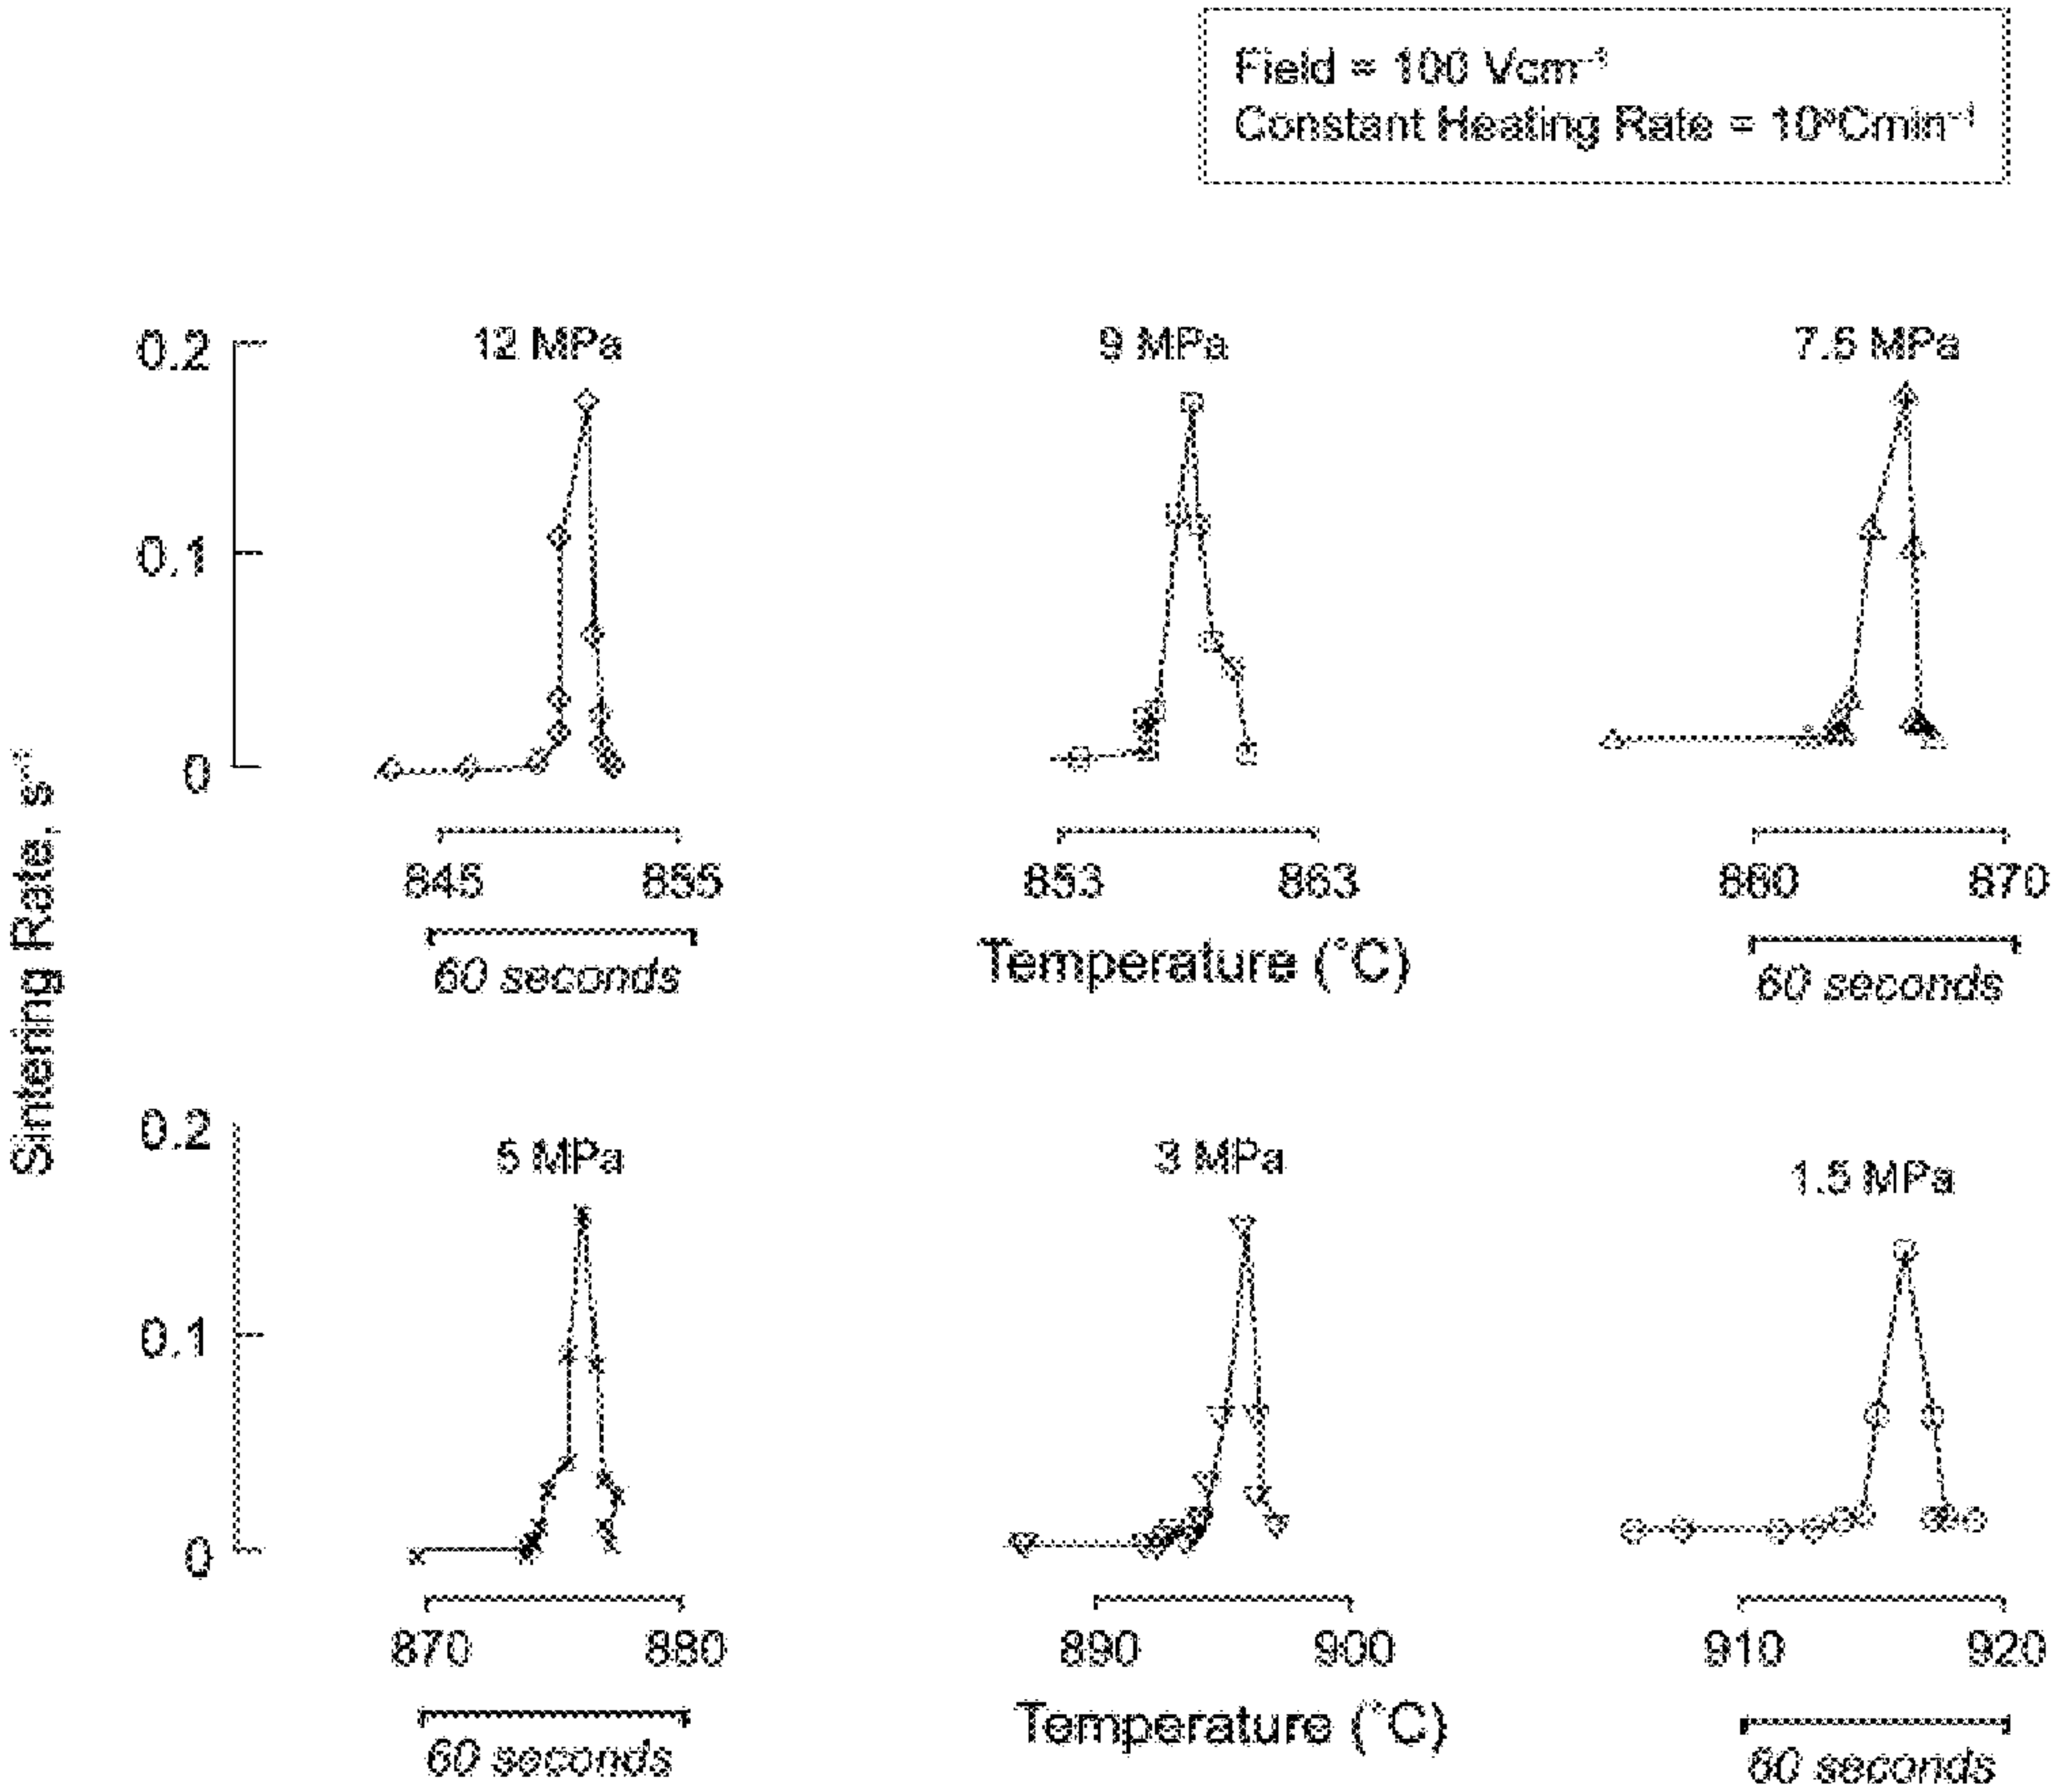 Field = 100 Vcm⁻¹
Constant Heating Rate = 10°Cmin⁻¹
12 MPa
9 MPa
7.5 MPa
0.2
0.1
0
845
855
853
863
860
870
60 seconds
Temperature (°C)
60 seconds
Sintering Rate, s⁻¹
5 MPa
3 MPa
1.5 MPa
0.2
0.1
0
870
880
890
900
910
920
60 seconds
Temperature (°C)
60 seconds